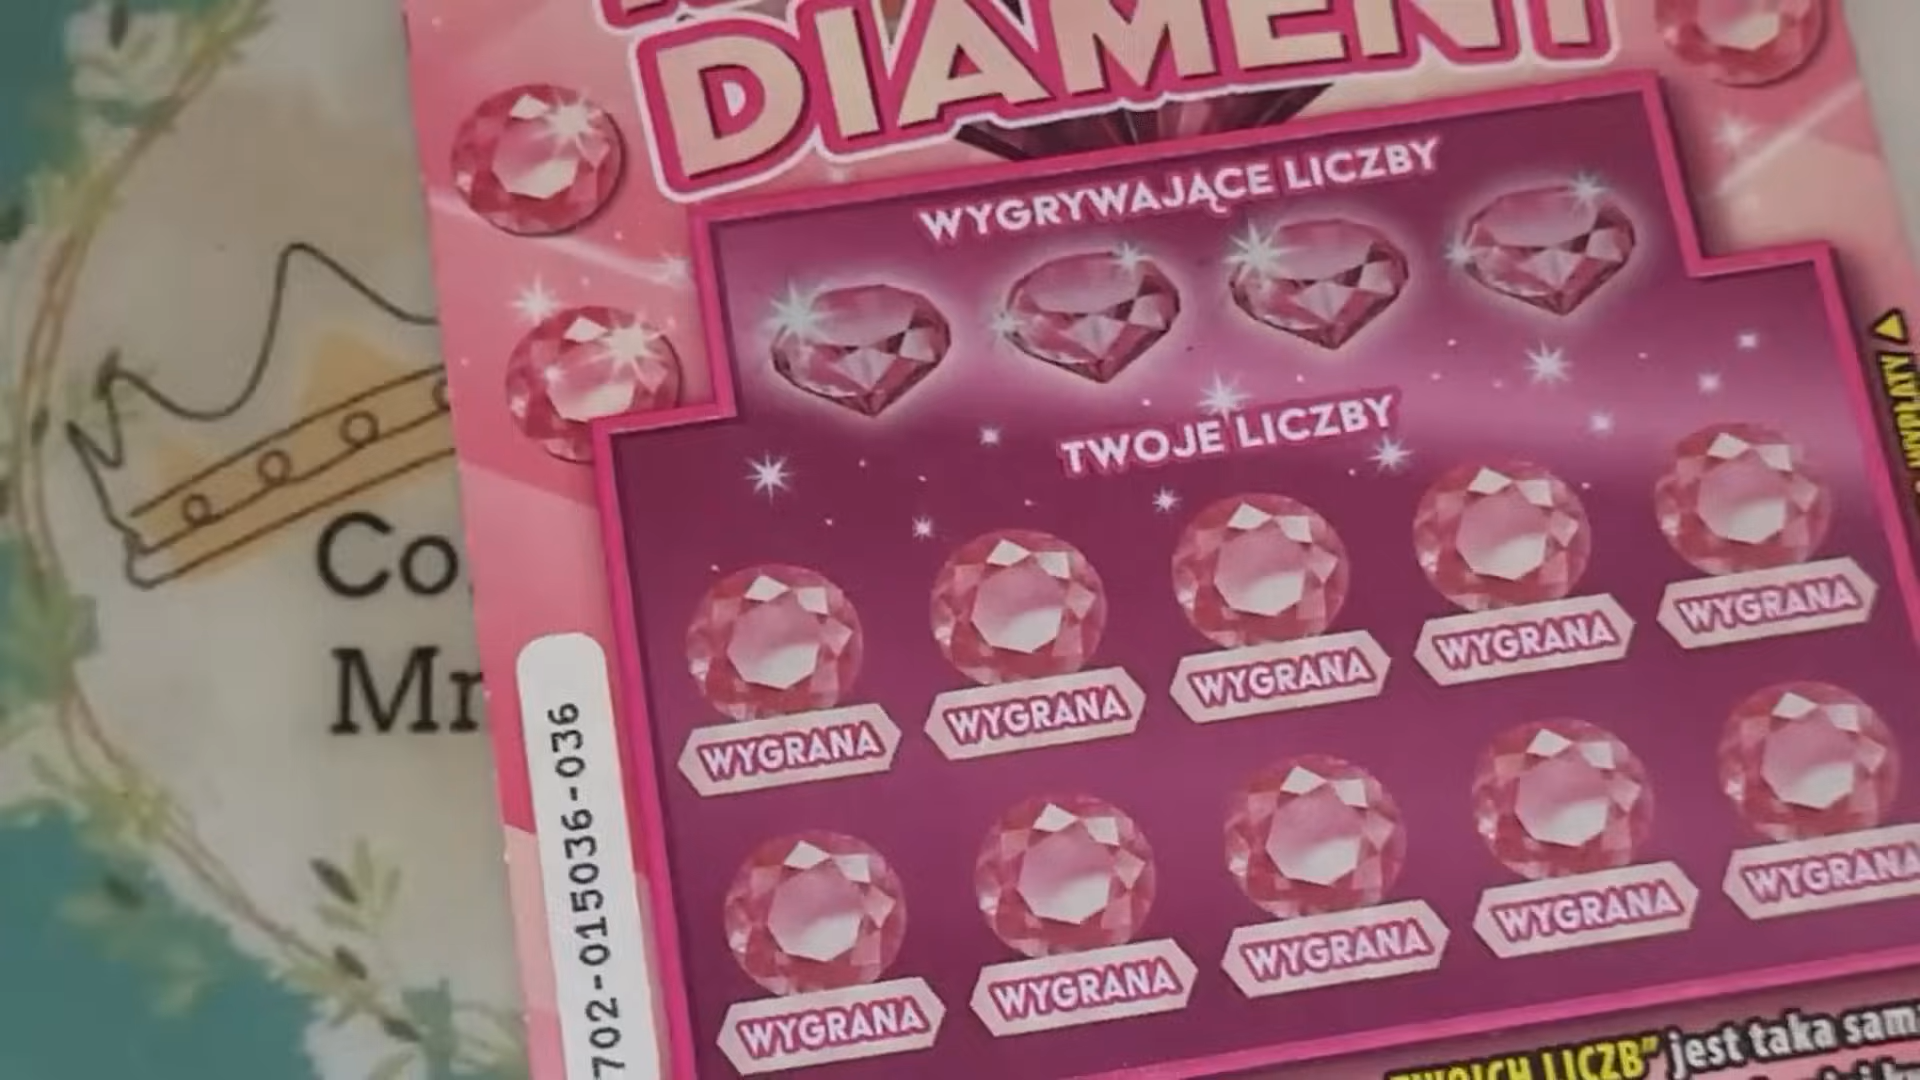 DIAMENT
WYGRYWAJĄCE LICZBY
TWOJE LICZBY
WYGRANA WYGRANA WYGRANA WYGRANA WYGRANA
WYGRANA WYGRANA WYGRANA WYGRANA WYGRANA
702-015036-036
LICZB" jest taka sam
Co
Mr